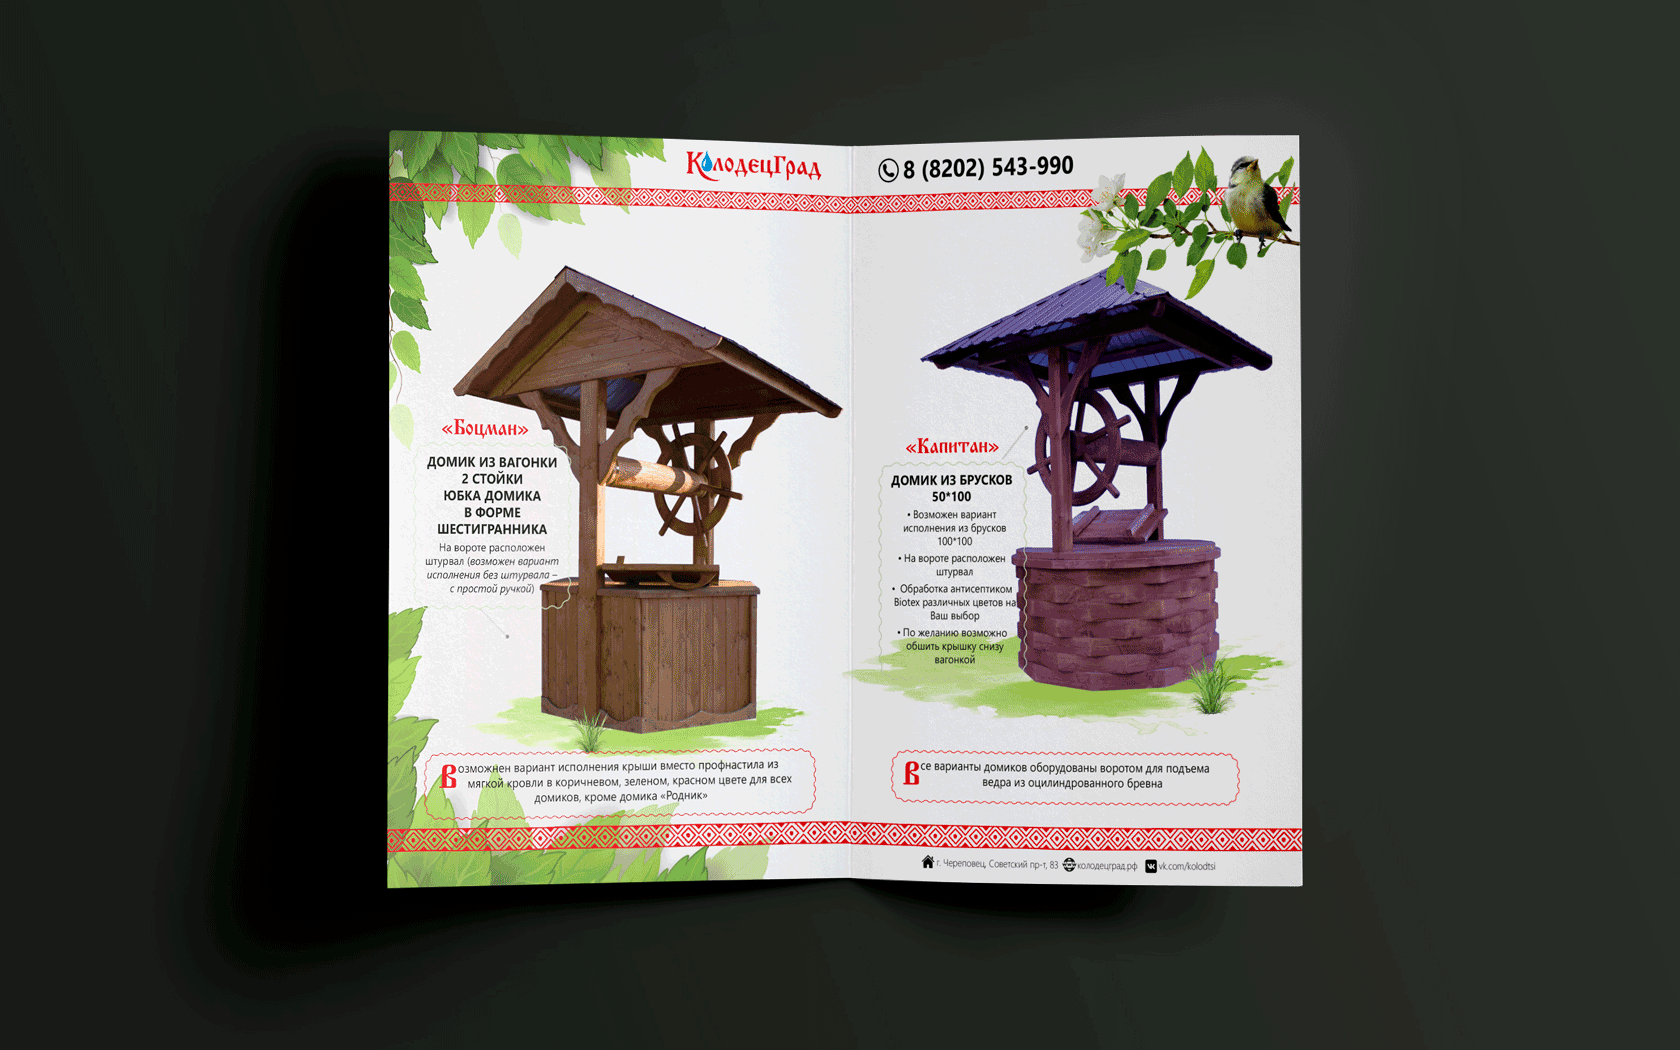 КолодецГрад
8 (8202) 543-990
«Боцман»
ДОМИК ИЗ ВАГОНКИ
2 СТОЙКИ
ЮБКА ДОМИКА
В ФОРМЕ
ШЕСТИГРАННИКА
На вороте расположен
штурвал (возможен вариант
исполнения без штурвала –
с простой ручкой)
Возможнен вариант исполнения крыши вместо профнастила из
мягкой кровли в коричневом, зеленом, красном цвете для всех
домиков, кроме домика «Родник»
«Капитан»
ДОМИК ИЗ БРУСКОВ
50*100
• Возможен вариант
исполнения из брусков
100*100
• На вороте расположен
штурвал
• Обработка антисептиком
Biotex различных цветов на
Ваш выбор
• По желанию возможно
обшить крышку снизу
вагонкой
Все варианты домиков оборудованы воротом для подъема
ведра из оцилиндрованного бревна
г. Череповец, Советский пр-т, 83 колодецград.рф vk.com/kolodtsi